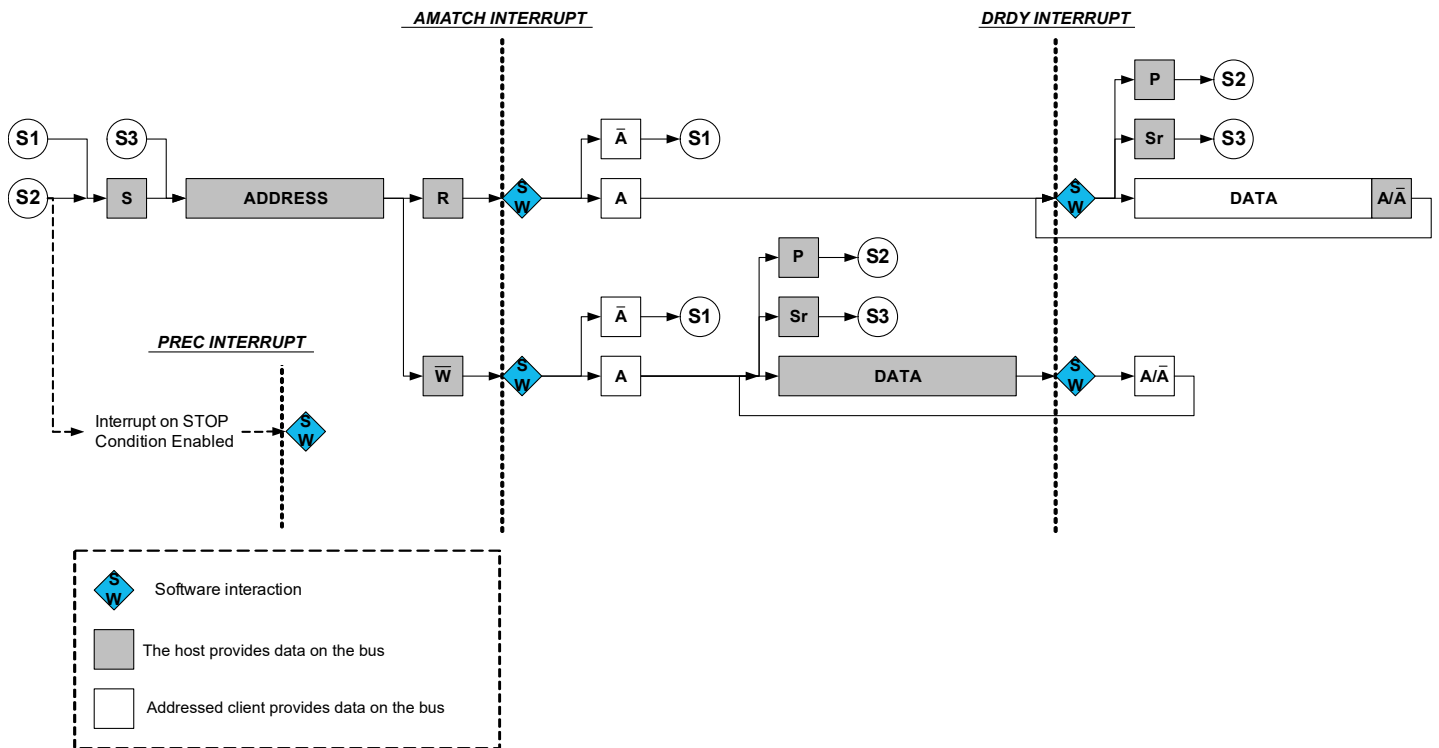 AMATCH INTERRUPT
DRDY INTERRUPT
P
S2
S1
S3
A̅
S1
Sr
S3
S2
S
ADDRESS
R
S
W
A
S
W
DATA
A/A̅
P
S2
A̅
S1
Sr
S3
PREC INTERRUPT
W̅
S
W
A
DATA
S
W
A/A̅
Interrupt on STOP
Condition Enabled
S
W
S
W
Software interaction
The host provides data on the bus
Addressed client provides data on the bus